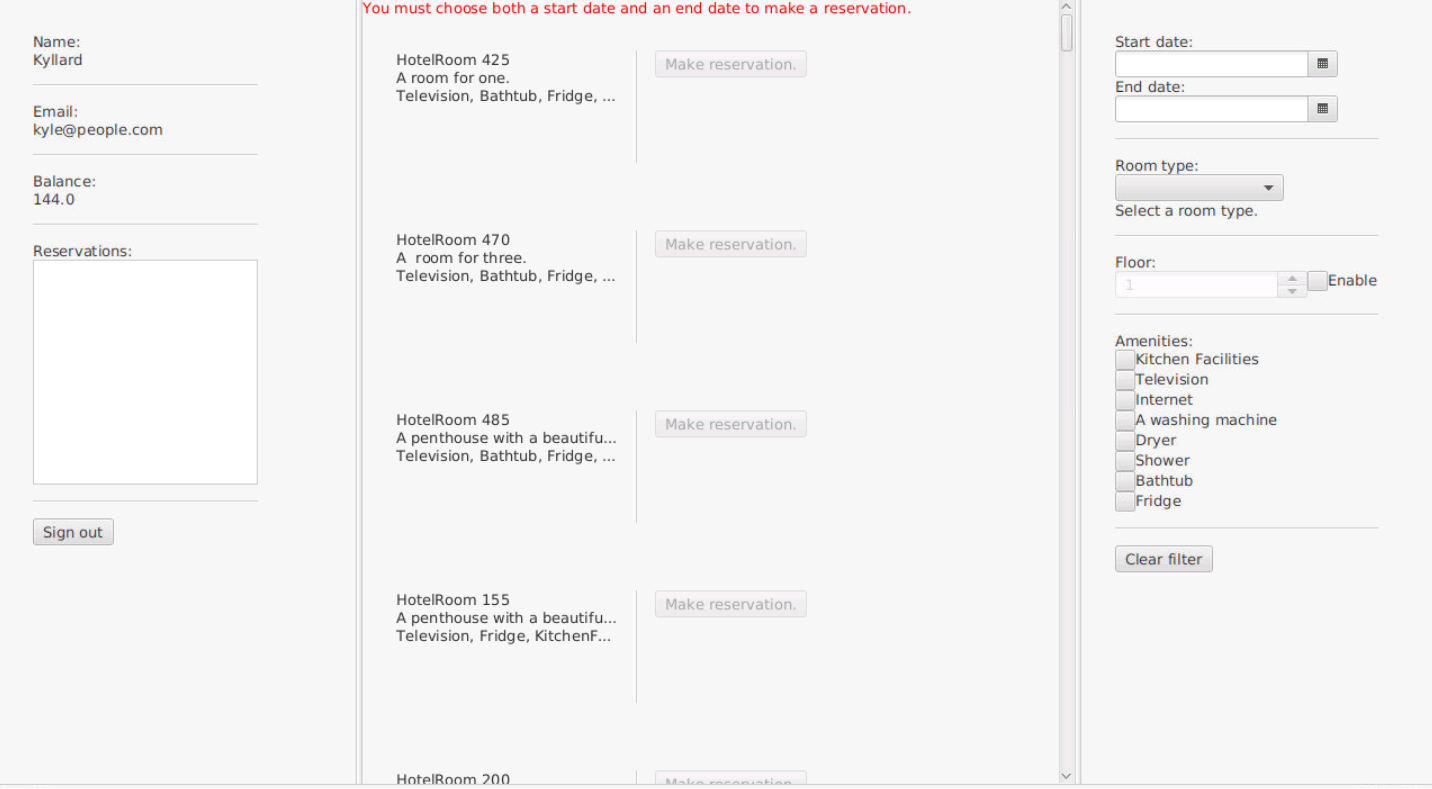 Name:
Kyllard
Email:
kyle@people.com
Balance:
144.0
Reservations:
Sign out
You must choose both a start date and an end date to make a reservation.
HotelRoom 425
A room for one.
Television, Bathtub, Fridge, ...
Make reservation.
HotelRoom 470
A  room for three.
Television, Bathtub, Fridge, ...
Make reservation.
HotelRoom 485
A penthouse with a beautifu...
Television, Bathtub, Fridge, ...
Make reservation.
HotelRoom 155
A penthouse with a beautifu...
Television, Fridge, KitchenF...
Make reservation.
HotelRoom 200
Make reservation.
Start date:
End date:
Room type:
Select a room type.
Floor:
1
Enable
Amenities:
Kitchen Facilities
Television
Internet
A washing machine
Dryer
Shower
Bathtub
Fridge
Clear filter